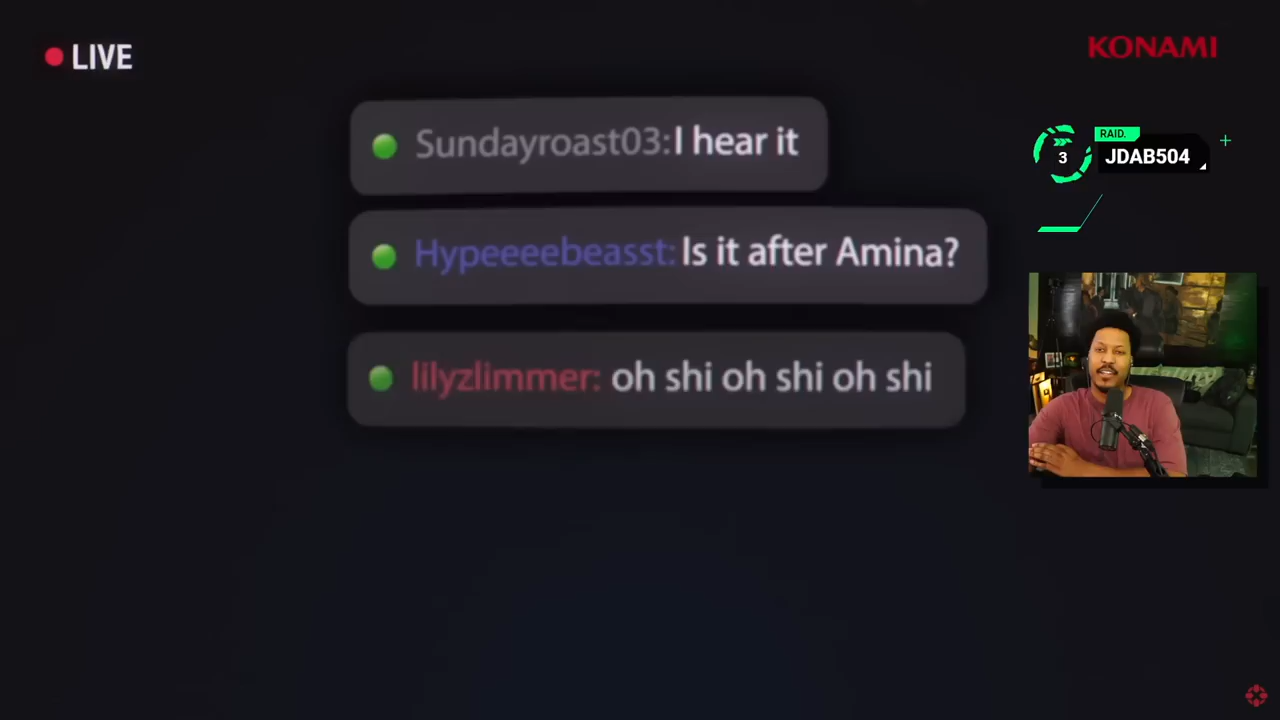 LIVE
KONAMI
Sundayroast03: I hear it
RAID.
3
JDAB504
Hypeeeebeasst: Is it after Amina?
lilyzlimmer: oh shi oh shi oh shi